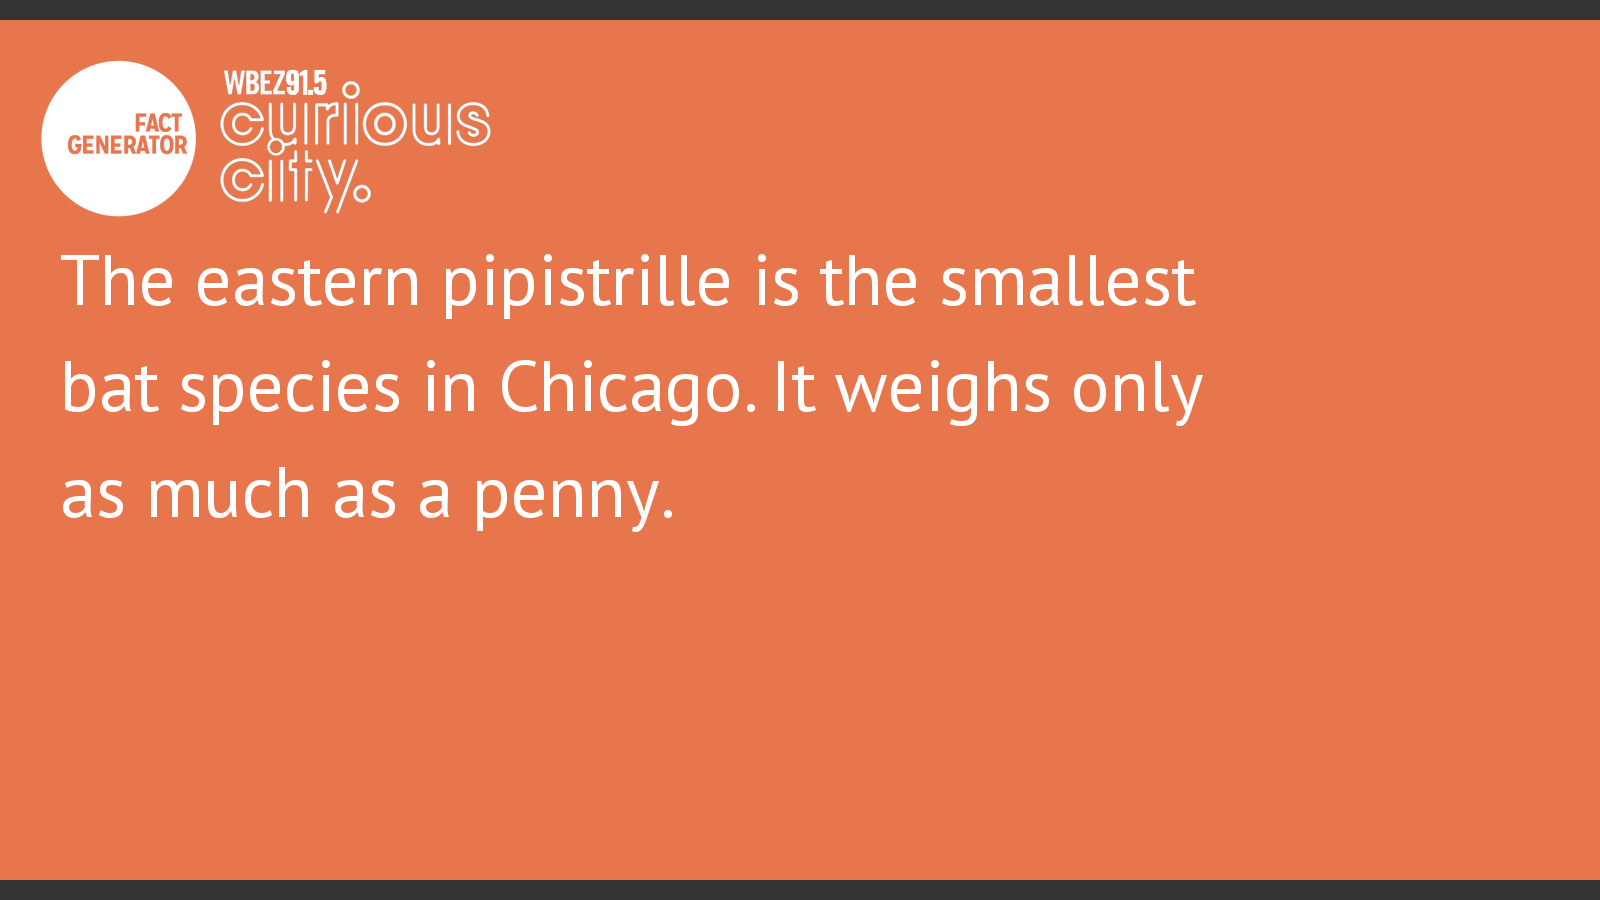 FACT
GENERATOR
WBEZ91.5
curious
city.
The eastern pipistrille is the smallest
bat species in Chicago. It weighs only
as much as a penny.